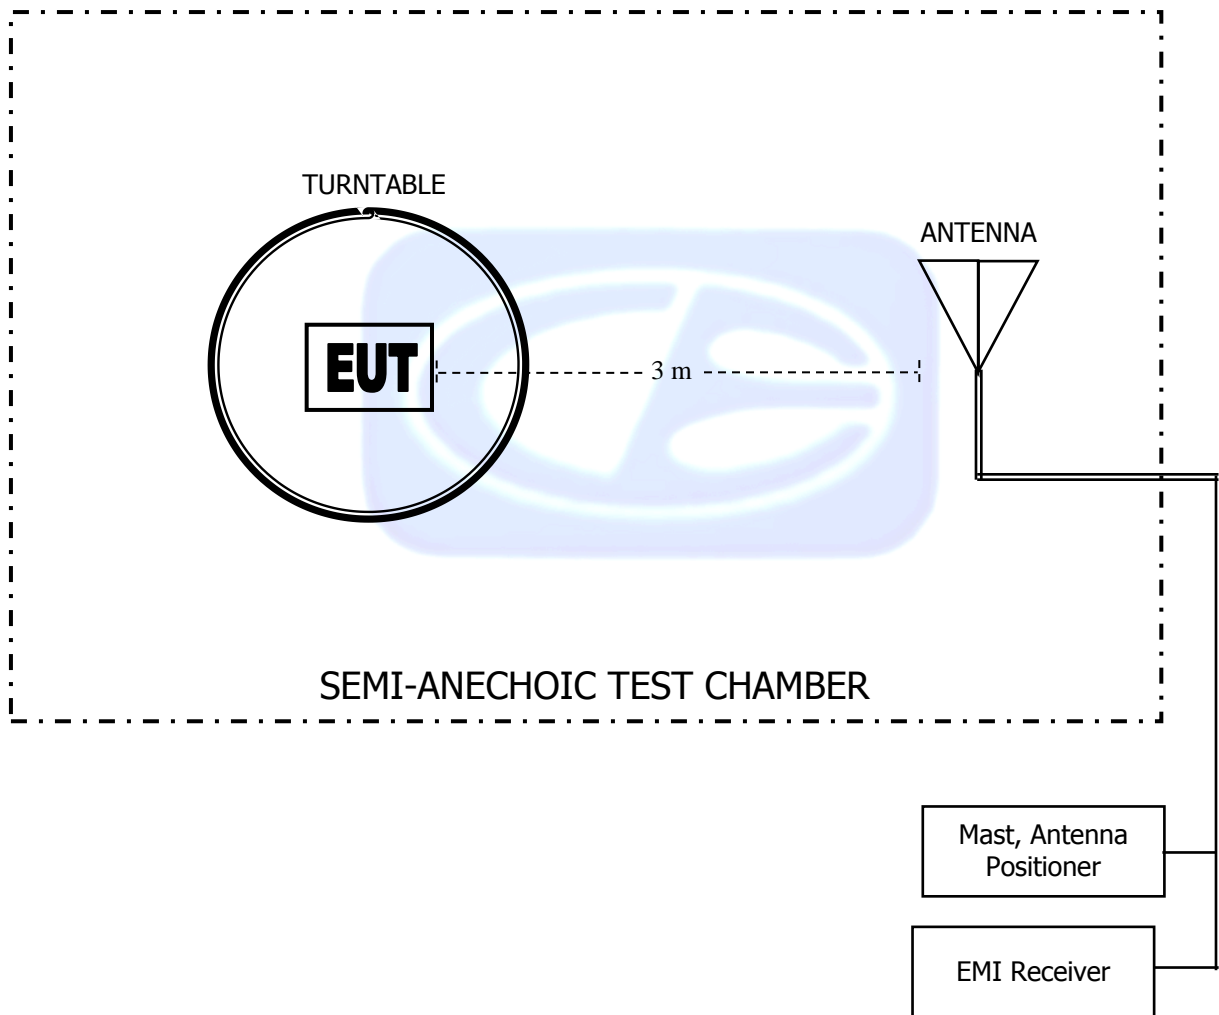 TURNTABLE
ANTENNA
EUT
3 m
SEMI-ANECHOIC TEST CHAMBER
Mast, Antenna
Positioner
EMI Receiver